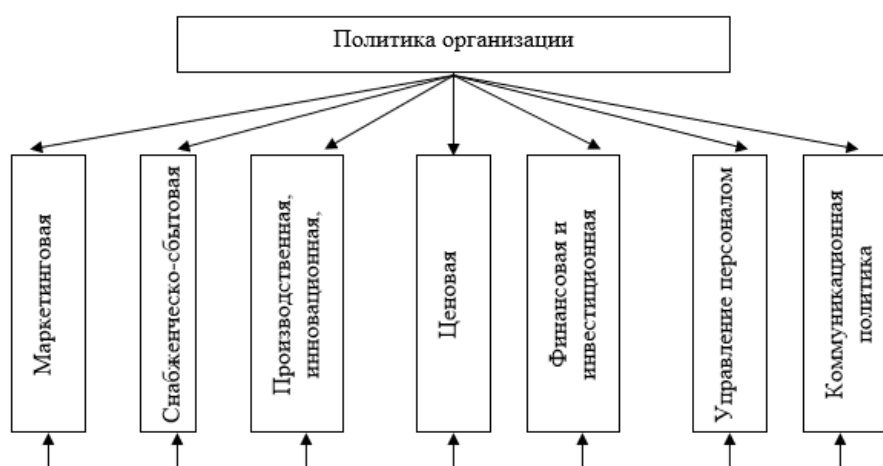 Политика организации
Маркетинговая
Снабженческо-сбытовая
Производственная,
инновационная,
Ценовая
Финансовая и
инвестиционная
Управление персоналом
Коммуникационная
политика